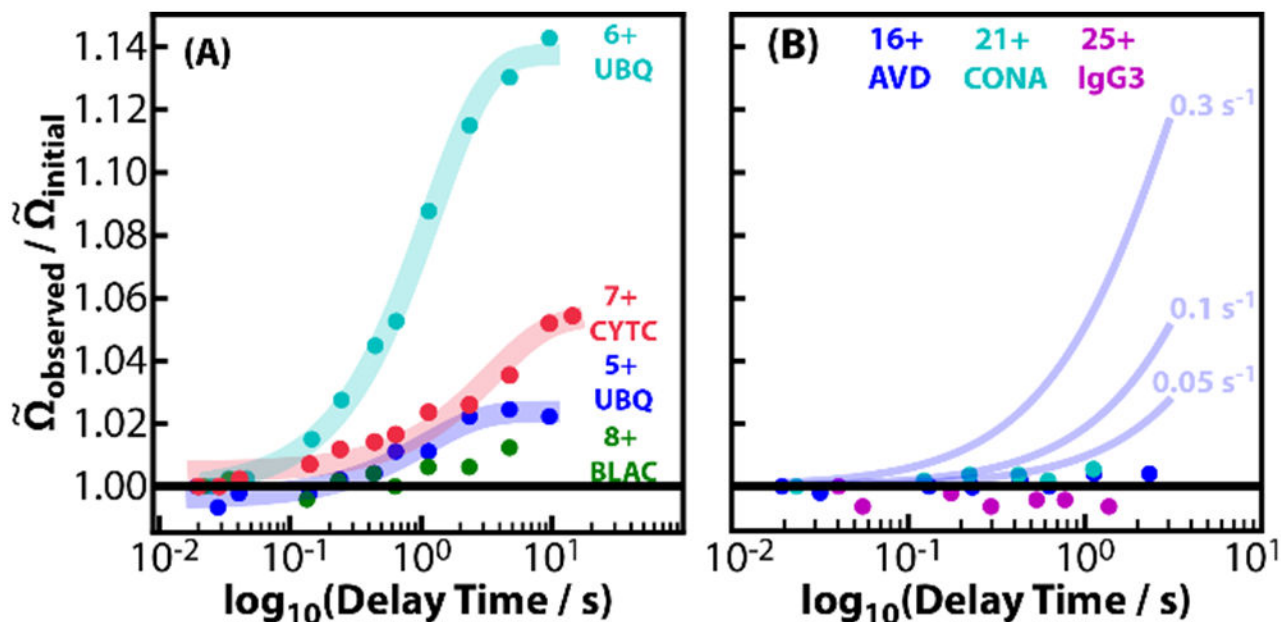 (A)
6+
UBQ
7+
CYTC
5+
UBQ
8+
BLAC
Ω̃observed / Ω̃initial
1.14
1.12
1.10
1.08
1.06
1.04
1.02
1.00
10-2
10-1
100
101
log10(Delay Time / s)
(B)
16+ 21+ 25+
AVD CONA IgG3
0.3 s-1
0.1 s-1
0.05 s-1
10-2
10-1
100
101
log10(Delay Time / s)